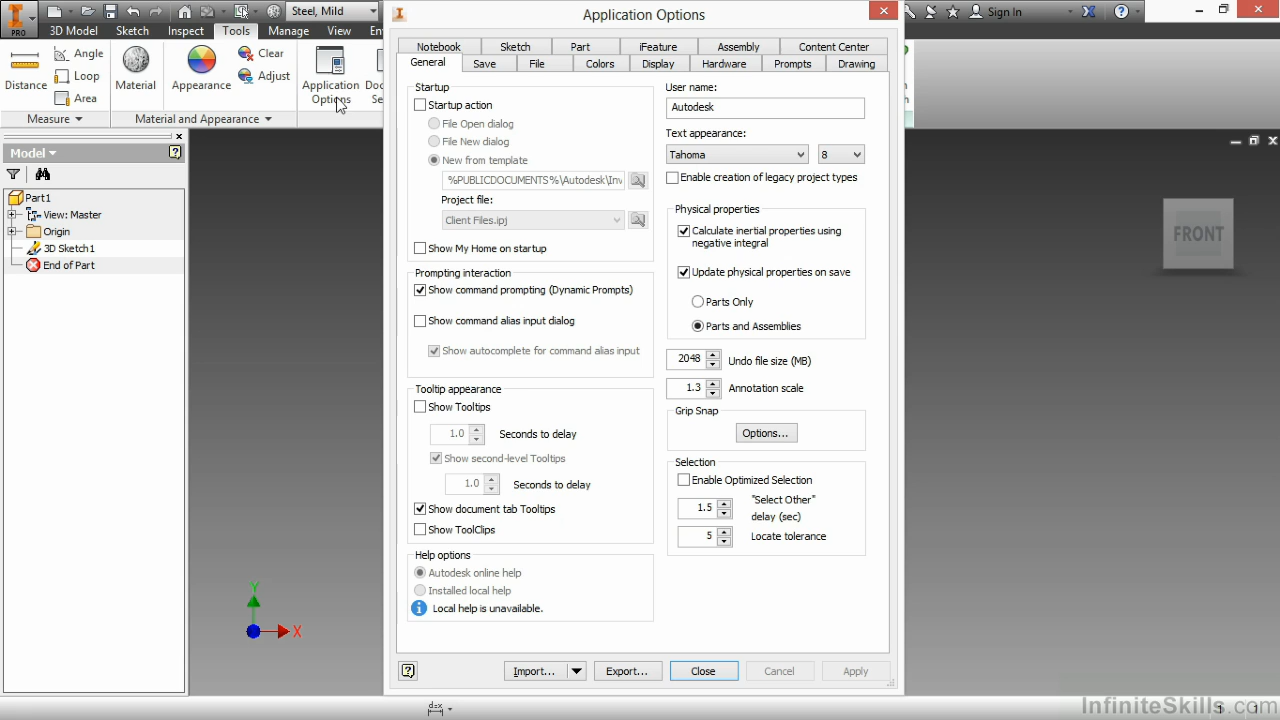 Steel, Mild
Sign In
PRO
3D Model
Sketch
Inspect
Tools
Manage
View
Distance
Angle
Loop
Area
Material
Appearance
Clear
Adjust
Application
Options
Measure
Material and Appearance
Model
Part1
View: Master
Origin
3D Sketch1
End of Part
Application Options
Notebook
Sketch
Part
iFeature
Assembly
Content Center
General
Save
File
Colors
Display
Hardware
Prompts
Drawing
Startup
Startup action
File Open dialog
File New dialog
New from template
%PUBLICDOCUMENTS%\Autodesk\Inv
Project file:
Client Files.ipj
Show My Home on startup
Prompting interaction
Show command prompting (Dynamic Prompts)
Show command alias input dialog
Show autocomplete for command alias input
Tooltip appearance
Show Tooltips
1.0 Seconds to delay
Show second-level Tooltips
1.0 Seconds to delay
Show document tab Tooltips
Show ToolClips
Help options
Autodesk online help
Installed local help
Local help is unavailable.
User name:
Autodesk
Text appearance:
Tahoma 8
Enable creation of legacy project types
Physical properties
Calculate inertial properties using
negative integral
Update physical properties on save
Parts Only
Parts and Assemblies
2048 Undo file size (MB)
1.3 Annotation scale
Grip Snap
Options...
Selection
Enable Optimized Selection
1.5 "Select Other"
delay (sec)
5 Locate tolerance
Import...
Export...
Close
Cancel
Apply
FRONT
Y
X
InfiniteSkills.com